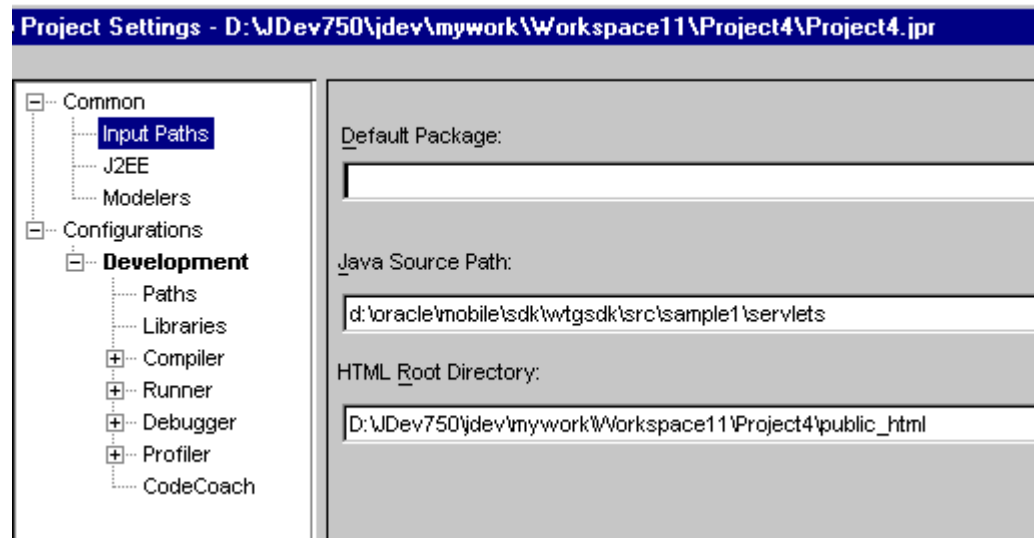 Project Settings - D:\JDev750\jdev\mywork\Workspace11\Project4\Project4.jpr
Common
Input Paths
J2EE
Modelers
Configurations
Development
Paths
Libraries
Compiler
Runner
Debugger
Profiler
CodeCoach
Default Package:
Java Source Path:
d:\oracle\mobile\sdk\wtgsdk\src\sample1\servlets
HTML Root Directory:
D:\JDev750\jdev\mywork\Workspace11\Project4\public_html